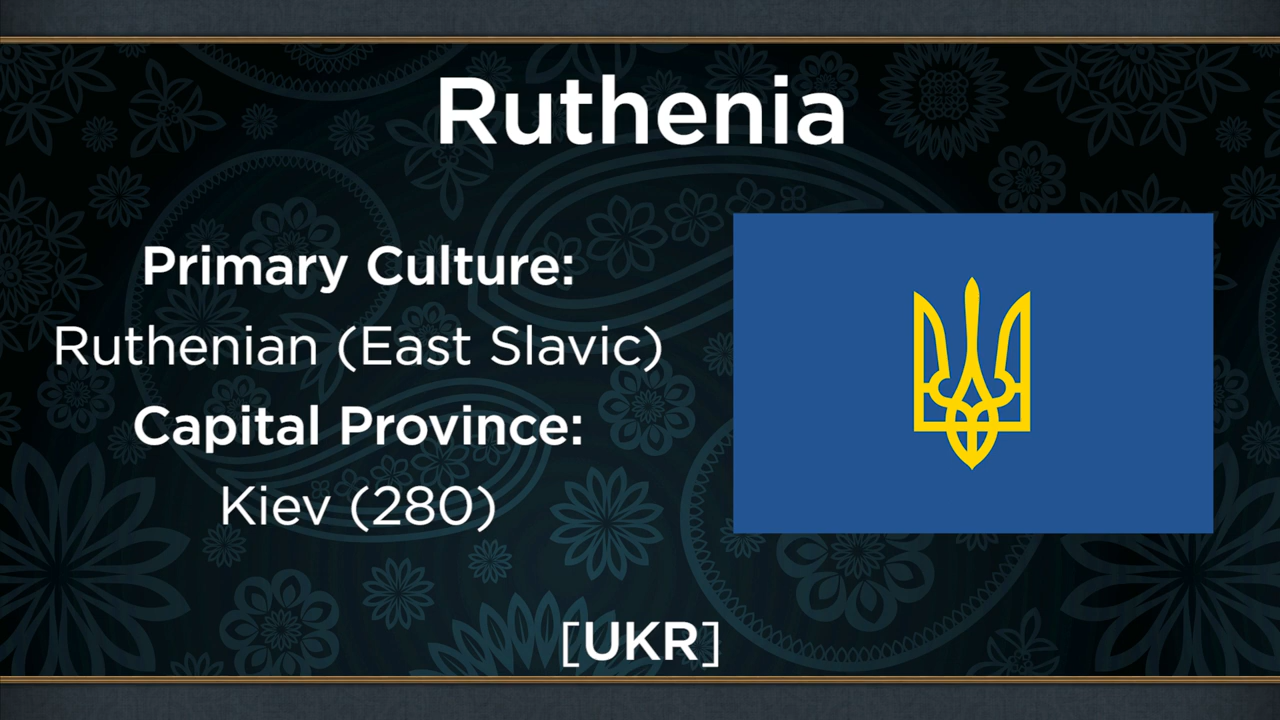 Ruthenia
Primary Culture:
Ruthenian (East Slavic)
Capital Province:
Kiev (280)
[UKR]